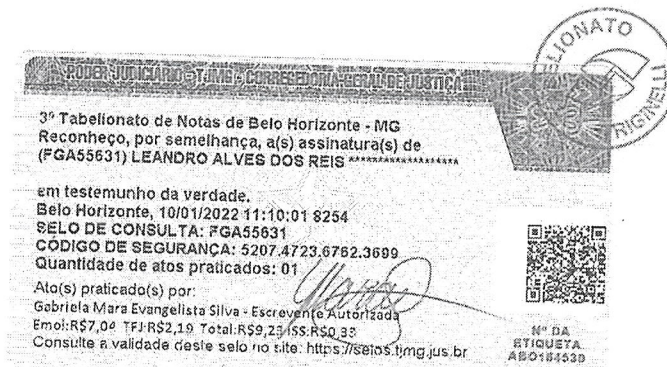 PODER JUDICIÁRIO - TJMG - CORREGEDORIA-GERAL DE JUSTIÇA
3º Tabelionato de Notas de Belo Horizonte - MG
Reconheço, por semelhança, a(s) assinatura(s) de
(FGA55631) LEANDRO ALVES DOS REIS *******************
em testemunho da verdade.
Belo Horizonte, 10/01/2022 11:10:01 8254
SELO DE CONSULTA: FGA55631
CÓDIGO DE SEGURANÇA: 5207.4723.6762.3699
Quantidade de atos praticados: 01
Ato(s) praticado(s) por:
Gabriela Mara Evangelista Silva - Escrevente Autorizada
Emol:R$7,04 TFJ:R$2,19 Total:R$9,23 ISS:R$0,33
Consulte a validade deste selo no site: https://selos.tjmg.jus.br
Nº DA
ETIQUETA
ABO164530